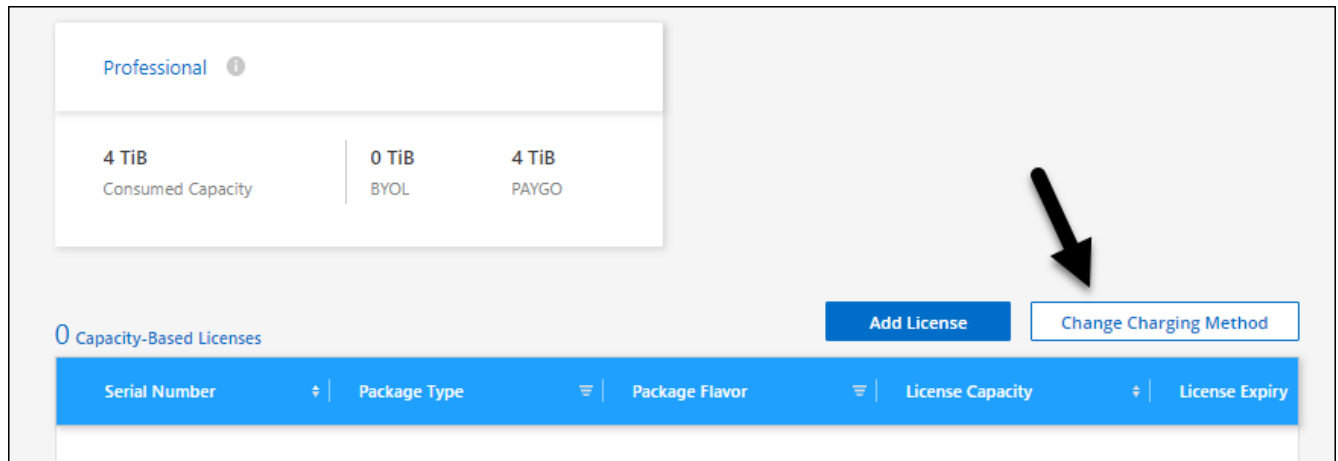 Professional
4 TiB 0 TiB 4 TiB
Consumed Capacity BYOL PAYGO
Add License Change Charging Method
0 Capacity-Based Licenses
Serial Number Package Type Package Flavor License Capacity License Expiry